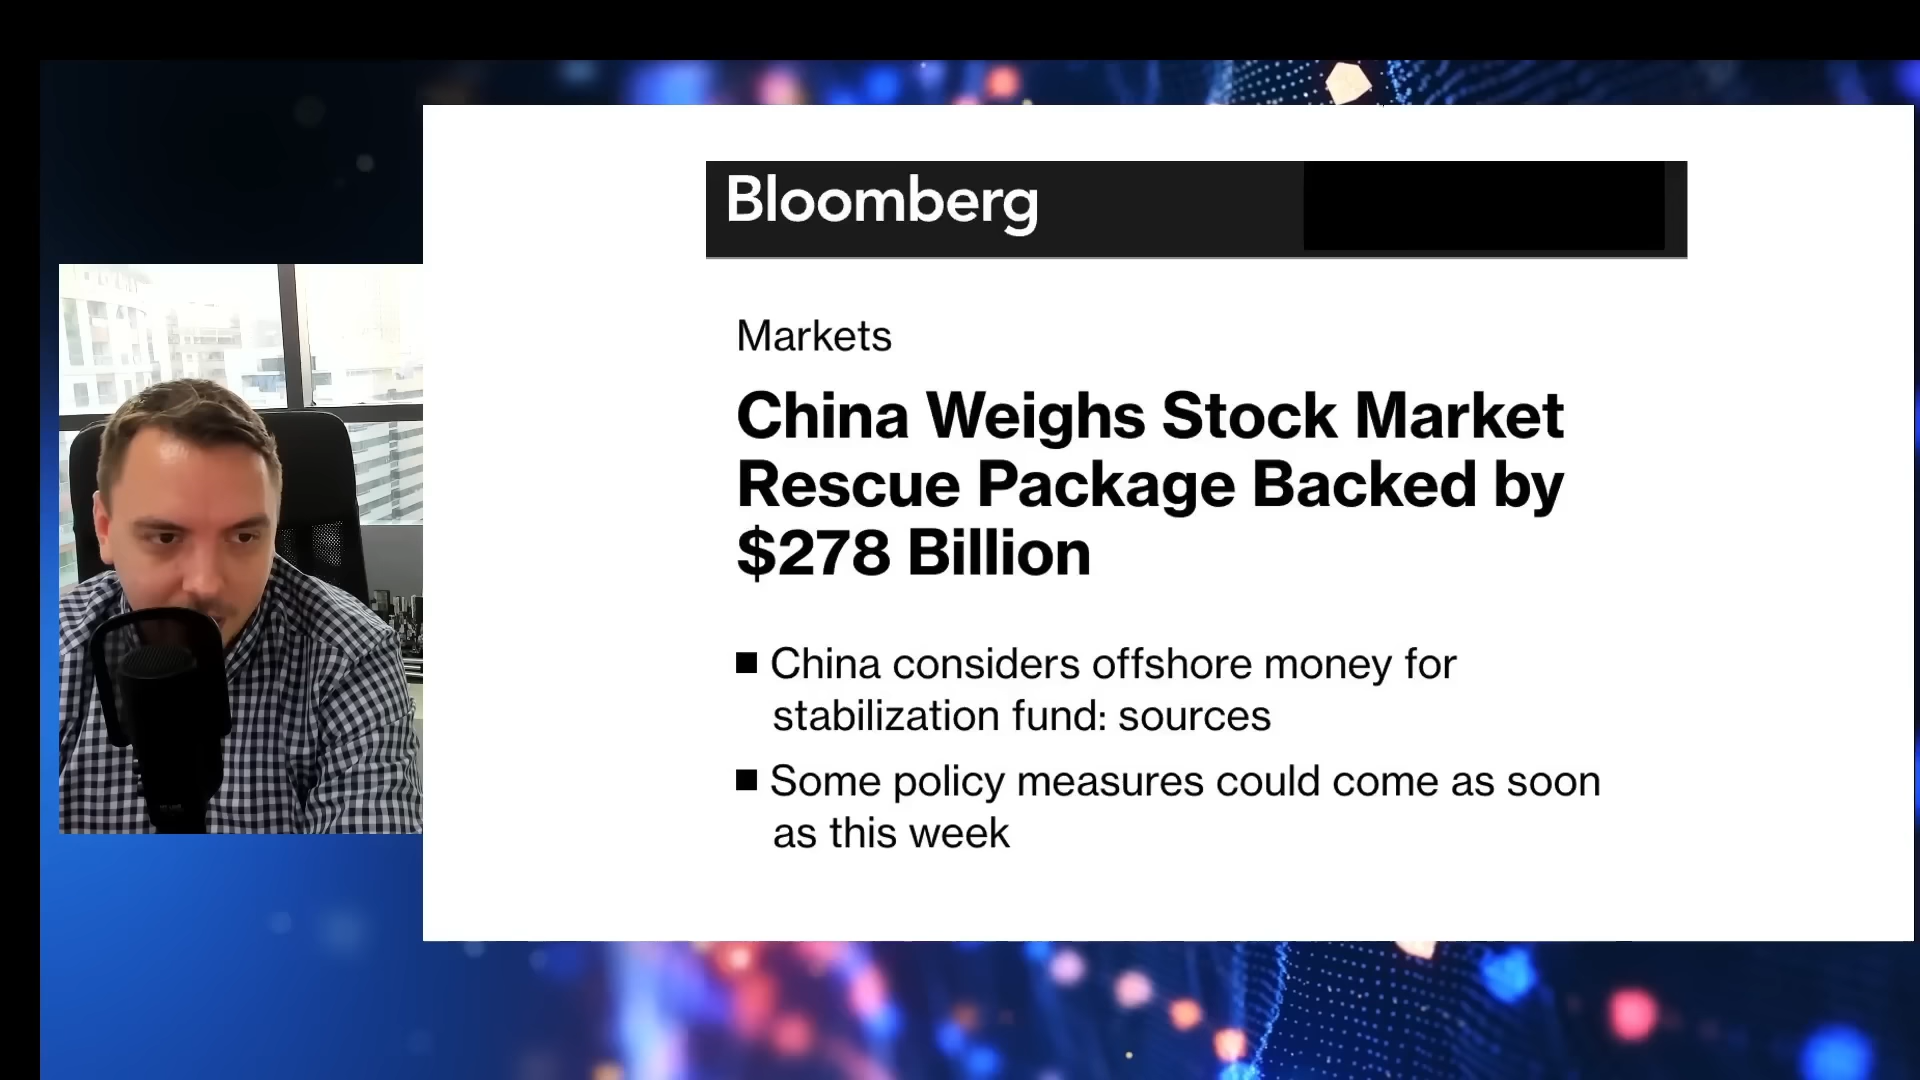 Bloomberg
Markets
China Weighs Stock Market
Rescue Package Backed by
$278 Billion
■ China considers offshore money for
stabilization fund: sources
■ Some policy measures could come as soon
as this week